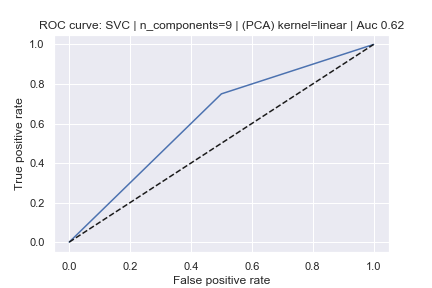 ROC curve: SVC | n_components=9 | (PCA) kernel=linear | Auc 0.62
1.0
0.8
0.6
0.4
0.2
0.0
True positive rate
0.0 0.2 0.4 0.6 0.8 1.0
False positive rate